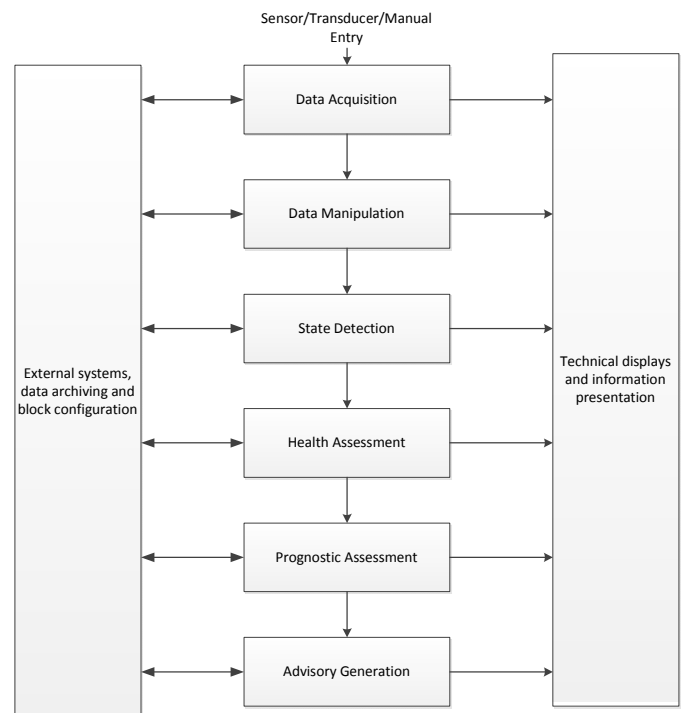 Sensor/Transducer/Manual
Entry
Data Acquisition
Data Manipulation
State Detection
External systems,
data archiving and
block configuration
Technical displays
and information
presentation
Health Assessment
Prognostic Assessment
Advisory Generation